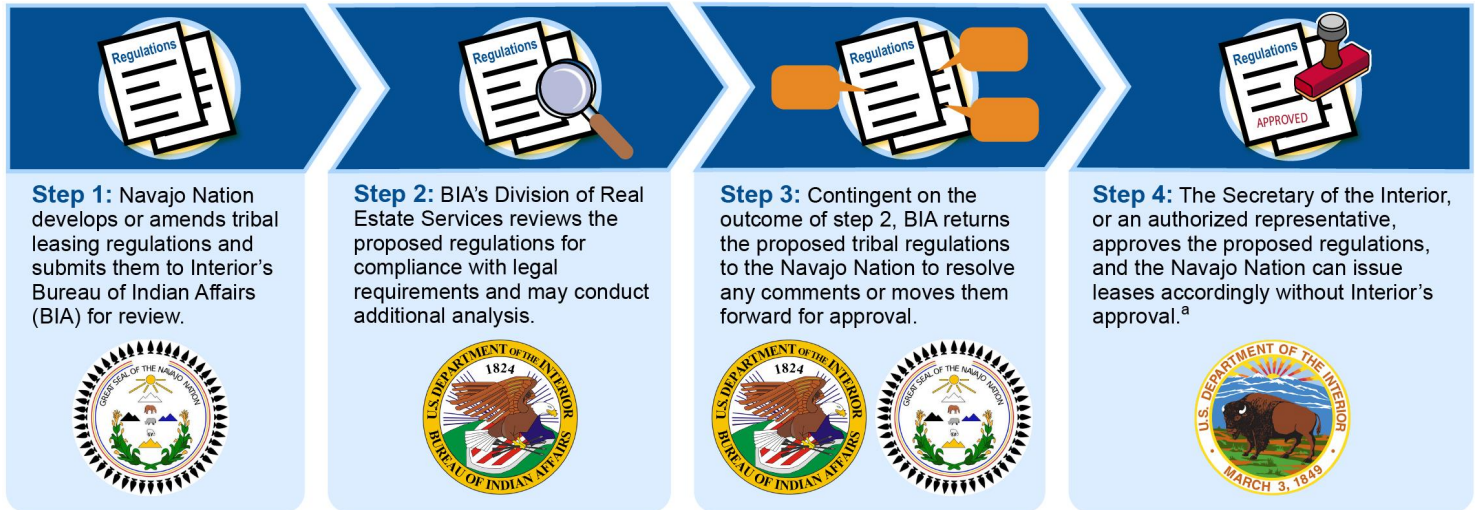 Regulations
Regulations
Regulations
Regulations
APPROVED
Step 1: Navajo Nation
develops or amends tribal
leasing regulations and
submits them to Interior's
Bureau of Indian Affairs
(BIA) for review.
GREAT SEAL OF THE NAVAJO NATION
Step 2: BIA's Division of Real
Estate Services reviews the
proposed regulations for
compliance with legal
requirements and may conduct
additional analysis.
U.S. DEPARTMENT OF THE INTERIOR
1824
BUREAU OF INDIAN AFFAIRS
Step 3: Contingent on the
outcome of step 2, BIA returns
the proposed tribal regulations
to the Navajo Nation to resolve
any comments or moves them
forward for approval.
U.S. DEPARTMENT OF THE INTERIOR
1824
BUREAU OF INDIAN AFFAIRS
GREAT SEAL OF THE NAVAJO NATION
Step 4: The Secretary of the Interior,
or an authorized representative,
approves the proposed regulations,
and the Navajo Nation can issue
leases accordingly without Interior's
approval.a
U.S. DEPARTMENT OF THE INTERIOR
MARCH 3, 1849